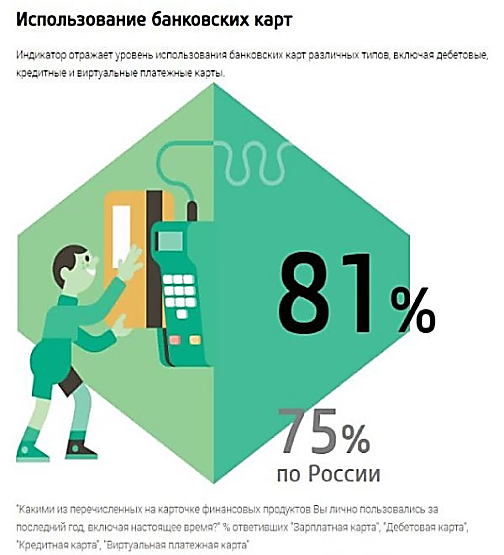 Использование банковских карт
Индикатор отражает уровень использования банковских карт различных типов, включая дебетовые,
кредитные и виртуальные платежные карты.
81%
75%
по России
"Какими из перечисленных на карточке финансовых продуктов Вы лично пользовались за
последний год, включая настоящее время?" % ответивших "Зарплатная карта", "Дебетовая карта",
"Кредитная карта", "Виртуальная платежная карта"